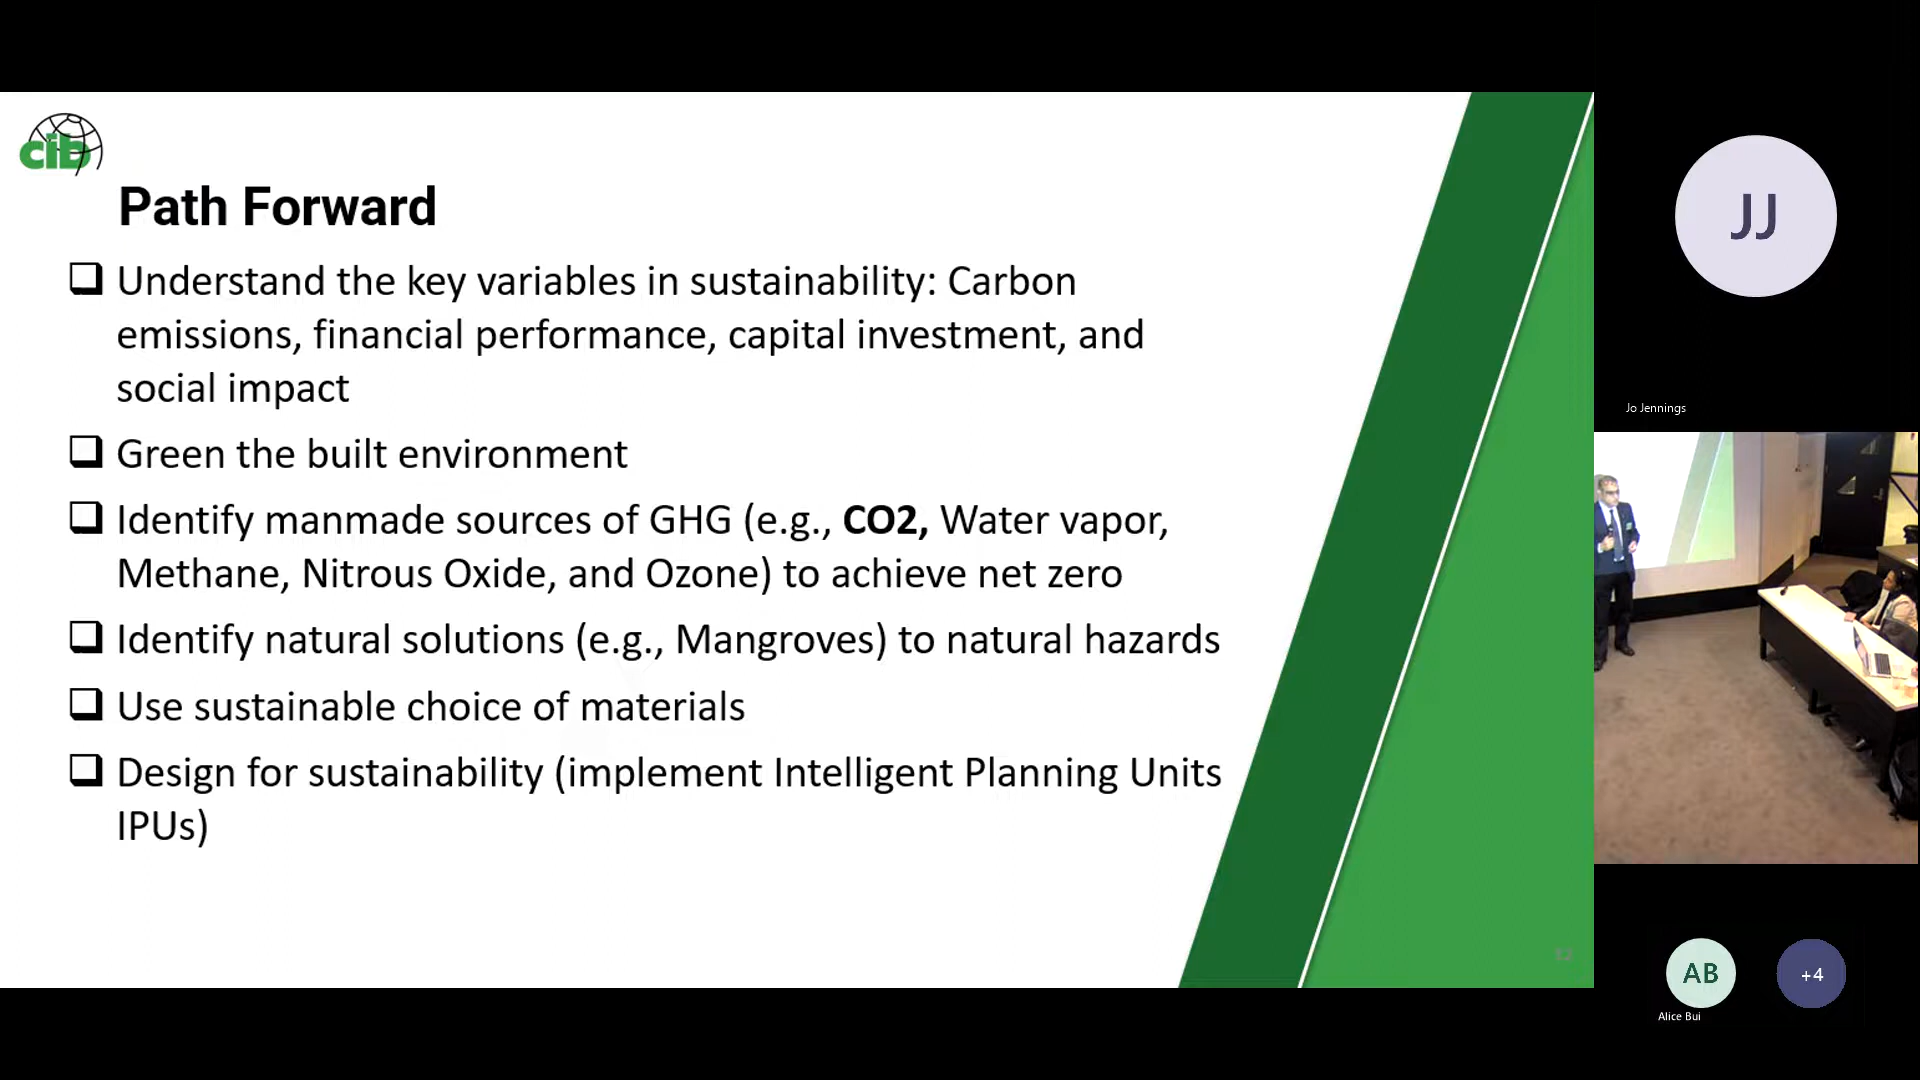 cib
Path Forward
Understand the key variables in sustainability: Carbon
emissions, financial performance, capital investment, and
social impact
Green the built environment
Identify manmade sources of GHG (e.g., CO2, Water vapor,
Methane, Nitrous Oxide, and Ozone) to achieve net zero
Identify natural solutions (e.g., Mangroves) to natural hazards
Use sustainable choice of materials
Design for sustainability (implement Intelligent Planning Units
IPUs)
12
JJ
Jo Jennings
AB
+4
Alice Bui